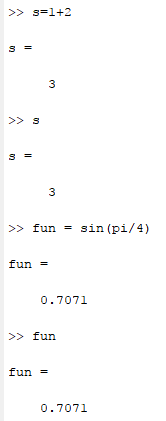 >> s=1+2
s =
3
>> s
s =
3
>> fun = sin(pi/4)
fun =
0.7071
>> fun
fun =
0.7071